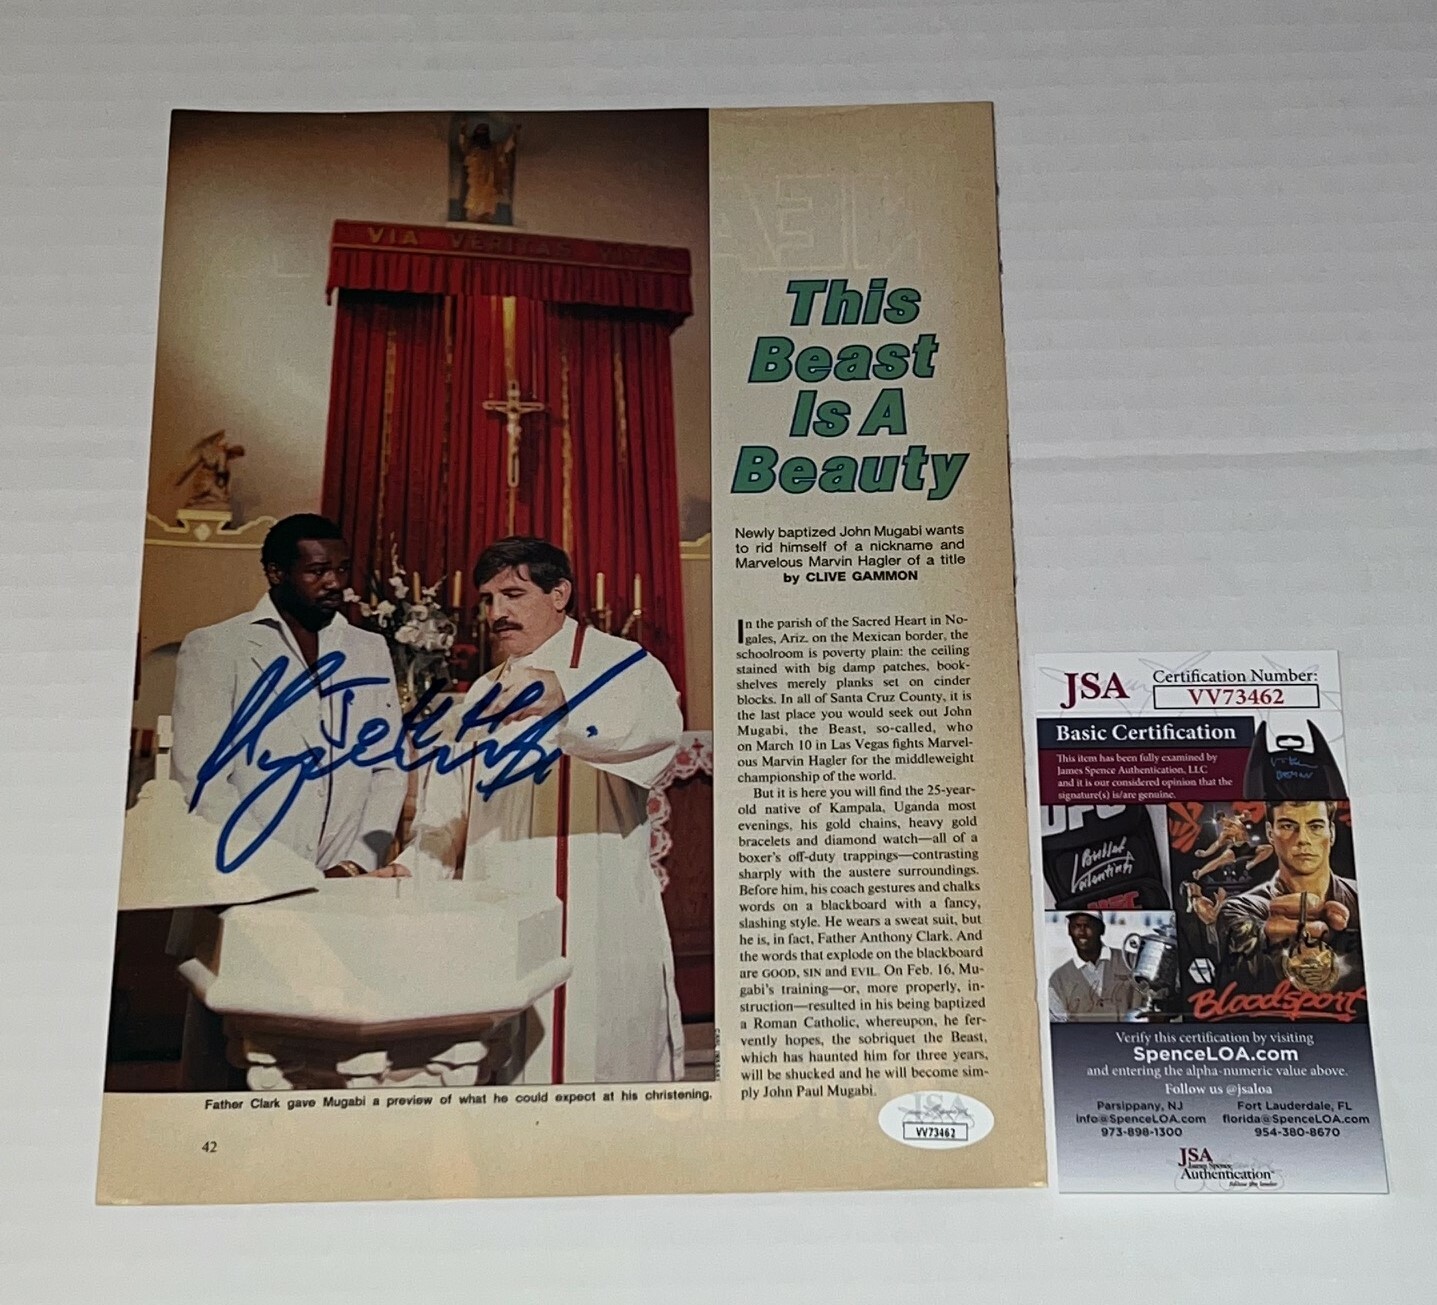 VIA VERITAS VITA
This
Beast
Is A
Beauty
Newly baptized John Mugabi wants
to rid himself of a nickname and
Marvelous Marvin Hagler of a title
by CLIVE GAMMON
In the parish of the Sacred Heart in No-
gales, Ariz. on the Mexican border, the
schoolroom is poverty plain: the ceiling
stained with big damp patches, book-
shelves merely planks set on cinder
blocks. In all of Santa Cruz County, it is
the last place you would seek out John
Mugabi, the Beast, so-called, who
on March 10 in Las Vegas fights Marvel-
ous Marvin Hagler for the middleweight
championship of the world.
But it is here you will find the 25-year-
old native of Kampala, Uganda most
evenings, his gold chains, heavy gold
bracelets and diamond watch—all of a
boxer's off-duty trappings—contrasting
sharply with the austere surroundings.
Before him, his coach gestures and chalks
words on a blackboard with a fancy,
slashing style. He wears a sweat suit, but
he is, in fact, Father Anthony Clark. And
the words that explode on the blackboard
are GOOD, SIN and EVIL. On Feb. 16, Mu-
gabi's training—or, more properly, in-
struction—resulted in his being baptized
a Roman Catholic, whereupon, he fer-
vently hopes, the sobriquet the Beast,
which has haunted him for three years,
will be shucked and he will become sim-
ply John Paul Mugabi.
Father Clark gave Mugabi a preview of what he could expect at his christening.
42
JSA
VV73462
JSA
Certification Number:
VV73462
Basic Certification
This item has been fully examined by
James Spence Authentication, LLC
and it is our considered opinion that the
signature(s) is/are genuine.
UFC
Bloodsport
Verify this certification by visiting
SpenceLOA.com
and entering the alpha-numeric value above.
Follow us @jsaloa
Parsippany, NJ
info@SpenceLOA.com
973-898-1300
Fort Lauderdale, FL
florida@SpenceLOA.com
954-380-8670
JSA
James Spence
Authentication